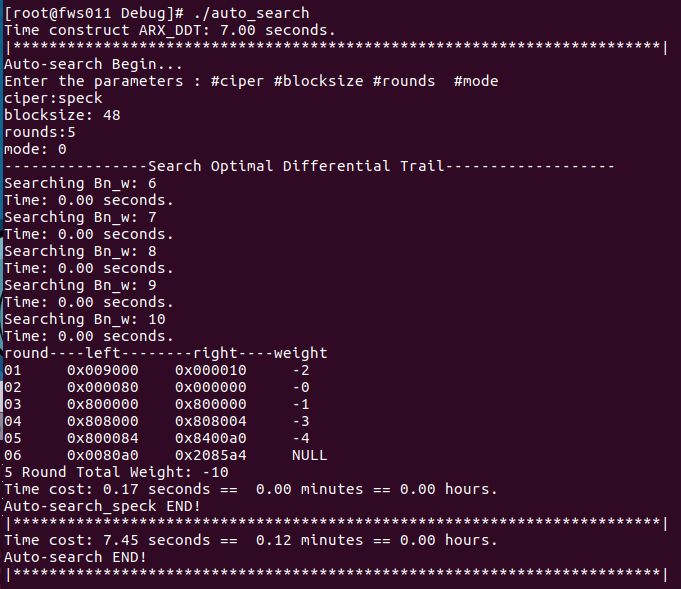 [root@fws011 Debug]# ./auto_search
Time construct ARX_DDT: 7.00 seconds.
|************************************************************************|
Auto-search Begin...
Enter the parameters : #ciper #blocksize #rounds  #mode
ciper:speck
blocksize: 48
rounds:5
mode: 0
----------------Search Optimal Differential Trail-------------------
Searching Bn_w: 6
Time: 0.00 seconds.
Searching Bn_w: 7
Time: 0.00 seconds.
Searching Bn_w: 8
Time: 0.00 seconds.
Searching Bn_w: 9
Time: 0.00 seconds.
Searching Bn_w: 10
Time: 0.00 seconds.
round----left--------right----weight
01     0x009000    0x000010     -2
02     0x000080    0x000000     -0
03     0x800000    0x800000     -1
04     0x808000    0x808004     -3
05     0x800084    0x8400a0     -4
06     0x0080a0    0x2085a4     NULL
5 Round Total Weight: -10
Time cost: 0.17 seconds ==  0.00 minutes == 0.00 hours.
Auto-search_speck END!
|************************************************************************|
Time cost: 7.45 seconds ==  0.12 minutes == 0.00 hours.
Auto-search END!
|************************************************************************|